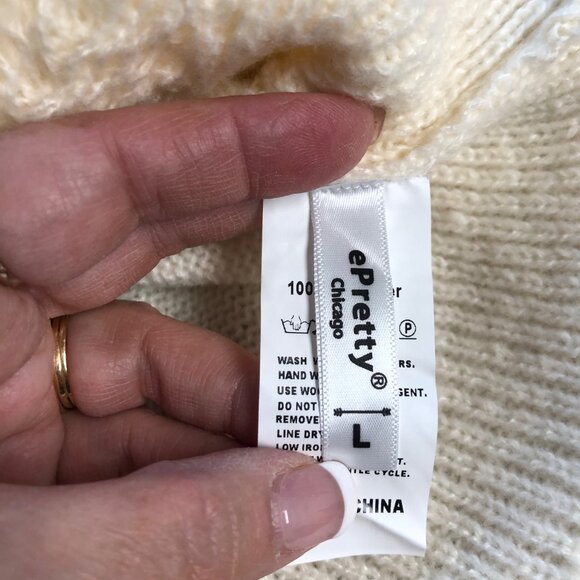 ePretty®
Chicago
L
100 er
P
WASH RS.
HAND W
USE WO GENT.
DO NOT
REMOVE
LINE DRY
LOW IRO
T.
TLE CYCLE.
CHINA